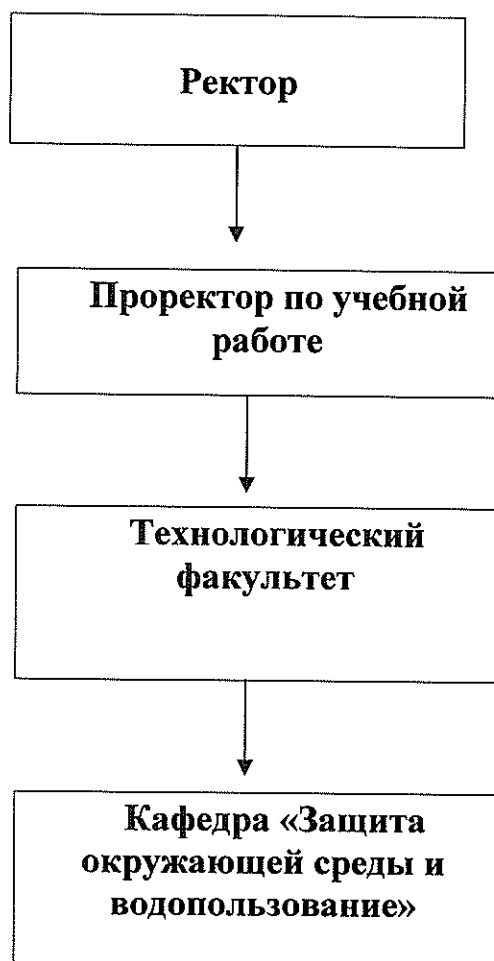 Ректор
Проректор по учебной
работе
Технологический
факультет
Кафедра «Защита
окружающей среды и
водопользование»